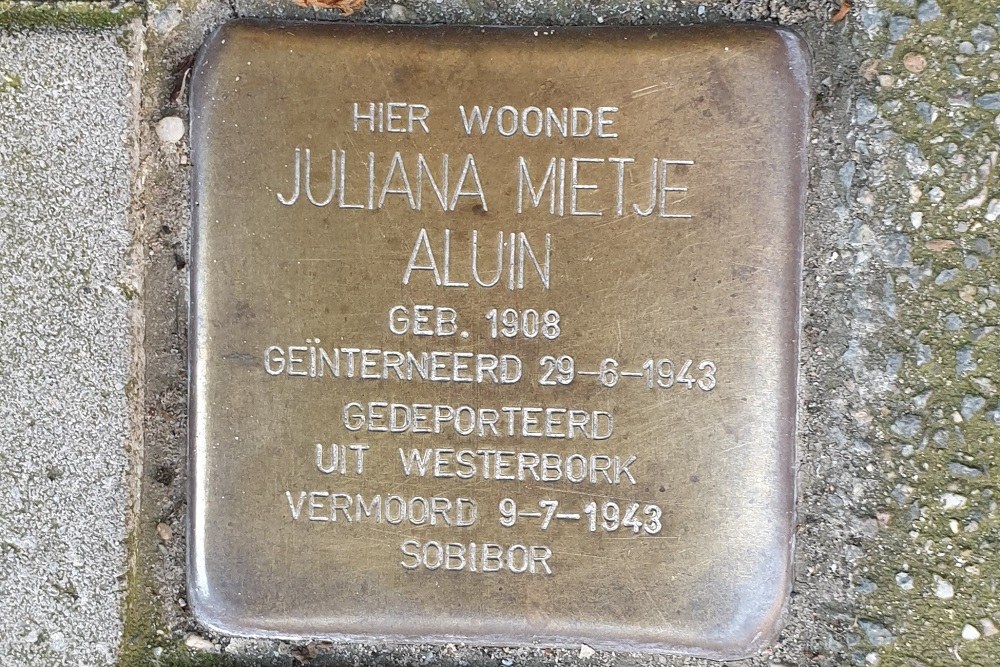 HIER WOONDE
JULIANA MIETJE
ALUIN
GEB. 1908
GEÏNTERNEERD 29-6-1943
GEDEPORTEERD
UIT WESTERBORK
VERMOORD 9-7-1943
SOBIBOR